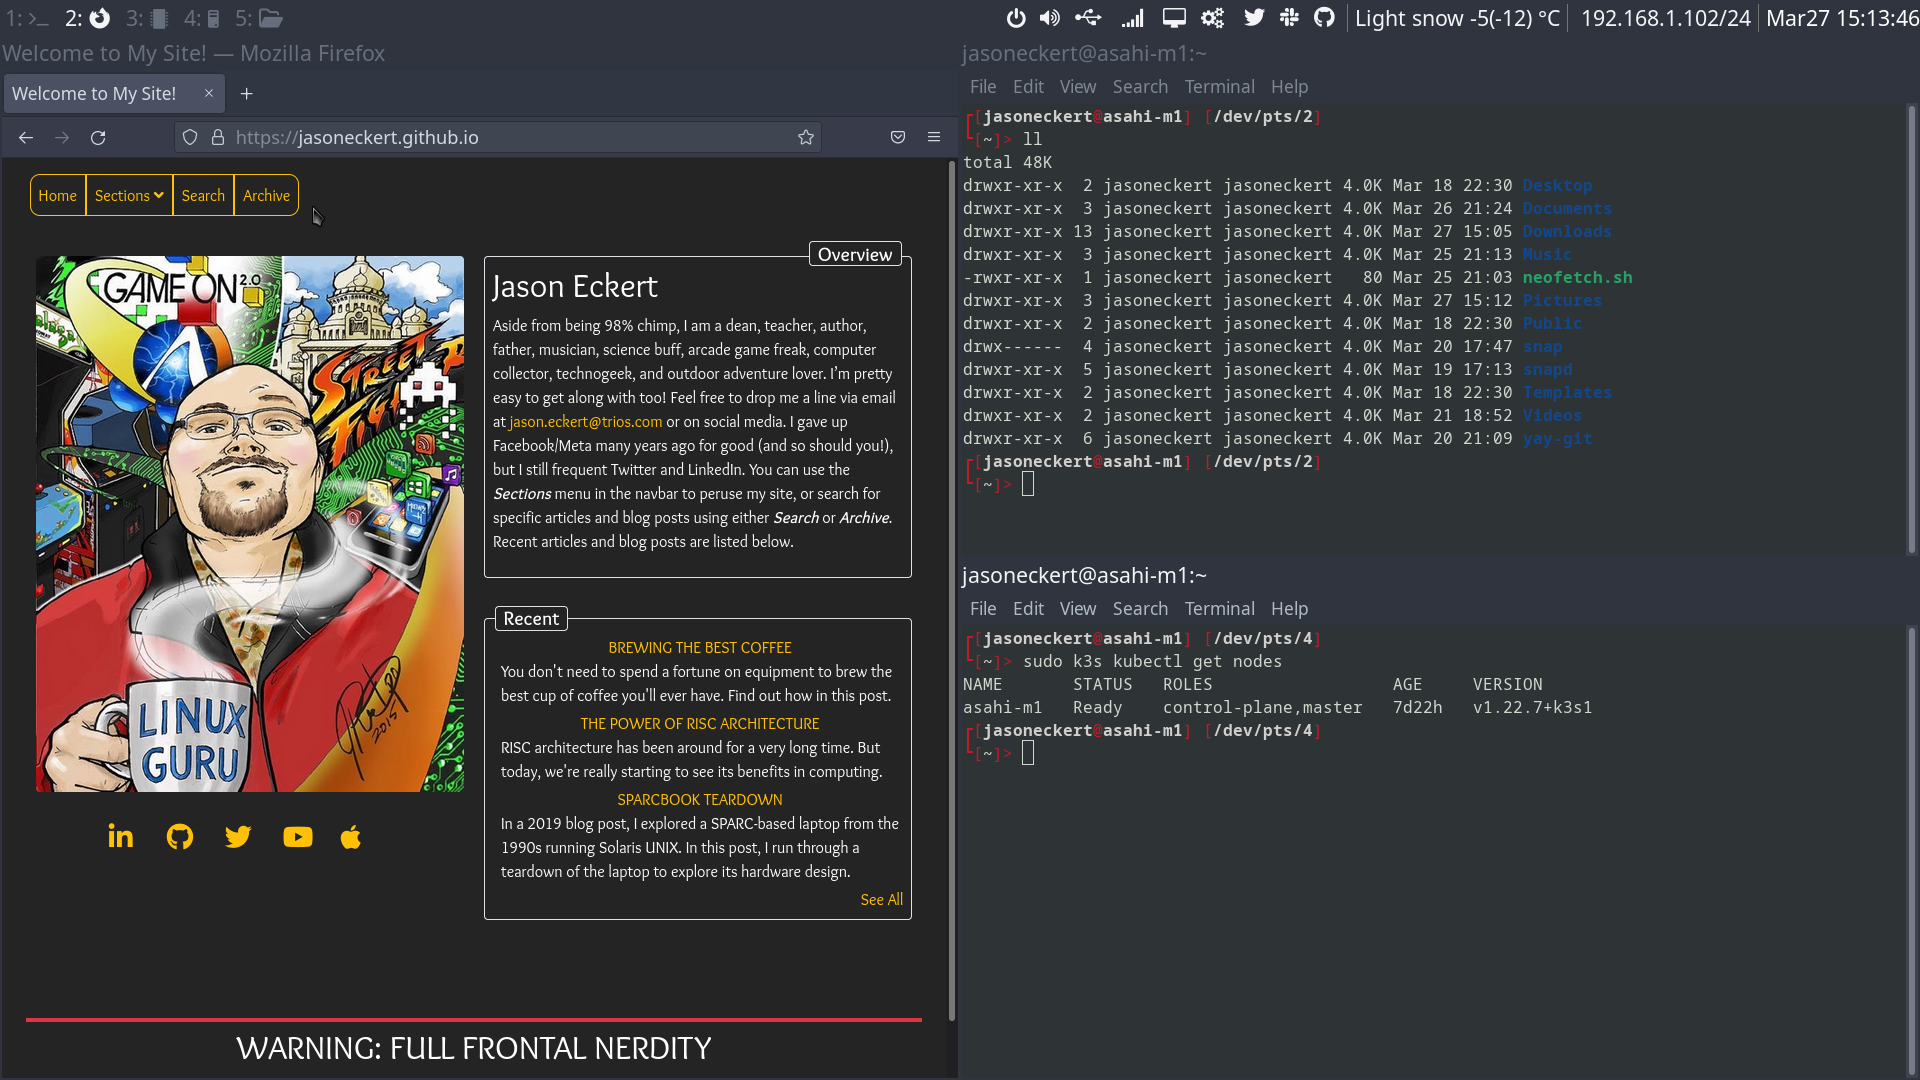 1: 2: 3: 4: 5:
Light snow -5(-12) °C 192.168.1.102/24 Mar27 15:13:46
Welcome to My Site! — Mozilla Firefox
Welcome to My Site! × +
https://jasoneckert.github.io
Home Sections Search Archive
GAME ON 2.0
STREET
LINUX
GURU
2015
Overview
Jason Eckert
Aside from being 98% chimp, I am a dean, teacher, author,
father, musician, science buff, arcade game freak, computer
collector, technogeek, and outdoor adventure lover. I'm pretty
easy to get along with too! Feel free to drop me a line via email
at jason.eckert@trios.com or on social media. I gave up
Facebook/Meta many years ago for good (and so should you!),
but I still frequent Twitter and LinkedIn. You can use the
Sections menu in the navbar to peruse my site, or search for
specific articles and blog posts using either Search or Archive.
Recent articles and blog posts are listed below.
Recent
BREWING THE BEST COFFEE
You don't need to spend a fortune on equipment to brew the
best cup of coffee you'll ever have. Find out how in this post.
THE POWER OF RISC ARCHITECTURE
RISC architecture has been around for a very long time. But
today, we're really starting to see its benefits in computing.
SPARCBOOK TEARDOWN
In a 2019 blog post, I explored a SPARC-based laptop from the
1990s running Solaris UNIX. In this post, I run through a
teardown of the laptop to explore its hardware design.
See All
WARNING: FULL FRONTAL NERDITY
jasoneckert@asahi-m1:~
File Edit View Search Terminal Help
[jasoneckert@asahi-m1] [/dev/pts/2]
[~]> ll
total 48K
drwxr-xr-x  2 jasoneckert jasoneckert 4.0K Mar 18 22:30 Desktop
drwxr-xr-x  3 jasoneckert jasoneckert 4.0K Mar 26 21:24 Documents
drwxr-xr-x 13 jasoneckert jasoneckert 4.0K Mar 27 15:05 Downloads
drwxr-xr-x  3 jasoneckert jasoneckert 4.0K Mar 25 21:13 Music
-rwxr-xr-x  1 jasoneckert jasoneckert   80 Mar 25 21:03 neofetch.sh
drwxr-xr-x  3 jasoneckert jasoneckert 4.0K Mar 27 15:12 Pictures
drwxr-xr-x  2 jasoneckert jasoneckert 4.0K Mar 18 22:30 Public
drwx------  4 jasoneckert jasoneckert 4.0K Mar 20 17:47 snap
drwxr-xr-x  5 jasoneckert jasoneckert 4.0K Mar 19 17:13 snapd
drwxr-xr-x  2 jasoneckert jasoneckert 4.0K Mar 18 22:30 Templates
drwxr-xr-x  2 jasoneckert jasoneckert 4.0K Mar 21 18:52 Videos
drwxr-xr-x  6 jasoneckert jasoneckert 4.0K Mar 20 21:09 yay-git
[jasoneckert@asahi-m1] [/dev/pts/2]
[~]>
jasoneckert@asahi-m1:~
File Edit View Search Terminal Help
[jasoneckert@asahi-m1] [/dev/pts/4]
[~]> sudo k3s kubectl get nodes
NAME       STATUS   ROLES                  AGE     VERSION
asahi-m1   Ready    control-plane,master   7d22h   v1.22.7+k3s1
[jasoneckert@asahi-m1] [/dev/pts/4]
[~]>